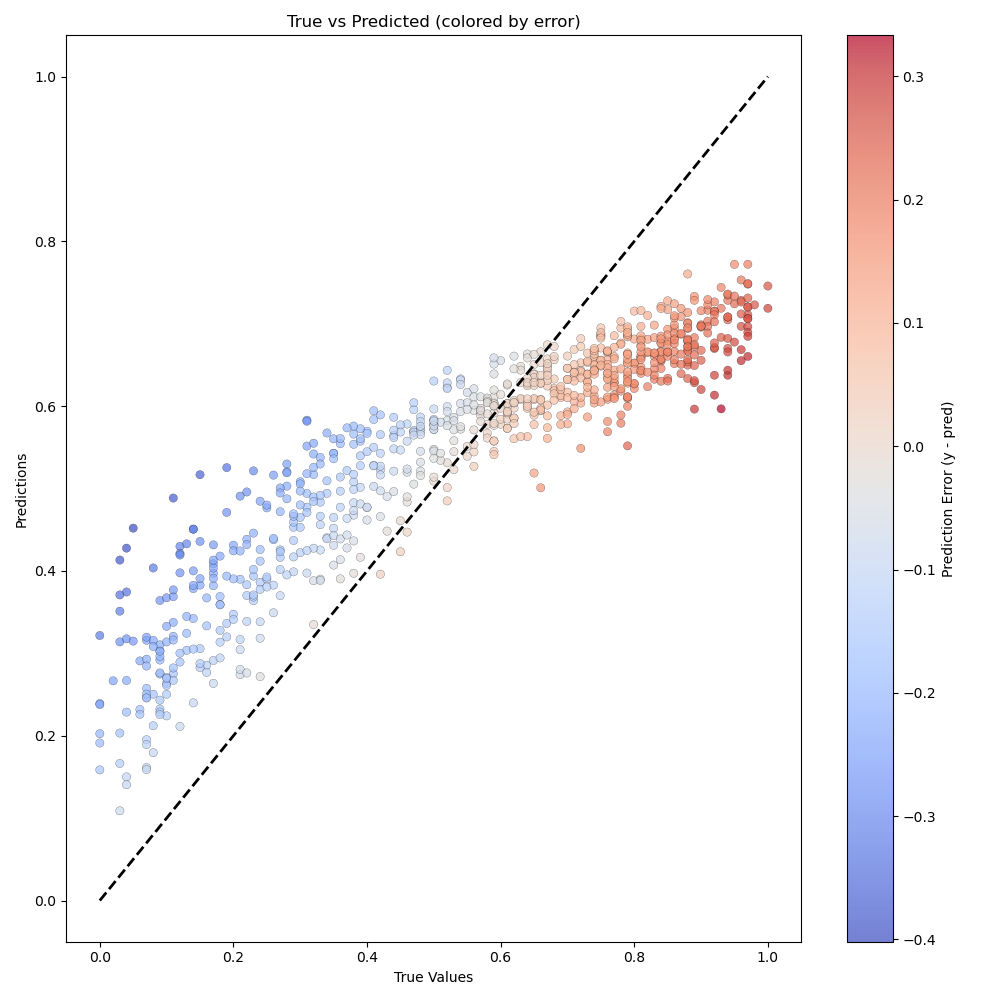 True vs Predicted (colored by error)
1.0
0.8
0.6
0.4
0.2
0.0
Predictions
0.0 0.2 0.4 0.6 0.8 1.0
True Values
0.3
0.2
0.1
0.0
−0.1
−0.2
−0.3
−0.4
Prediction Error (y - pred)